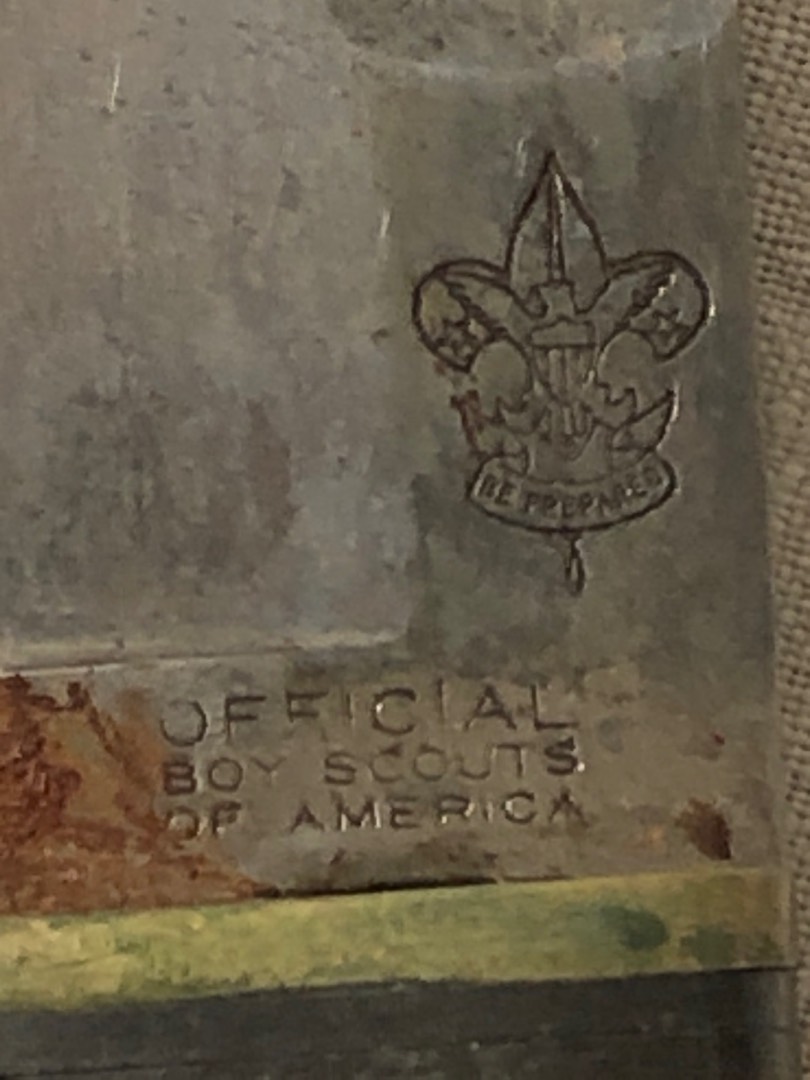 BE PREPARED
OFFICIAL
BOY SCOUTS
OF AMERICA